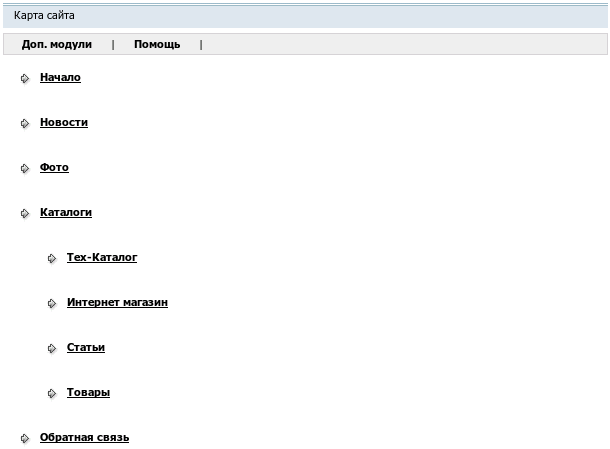 Карта сайта
Доп. модули | Помощь |
Начало
Новости
Фото
Каталоги
Тех-Каталог
Интернет магазин
Статьи
Товары
Обратная связь